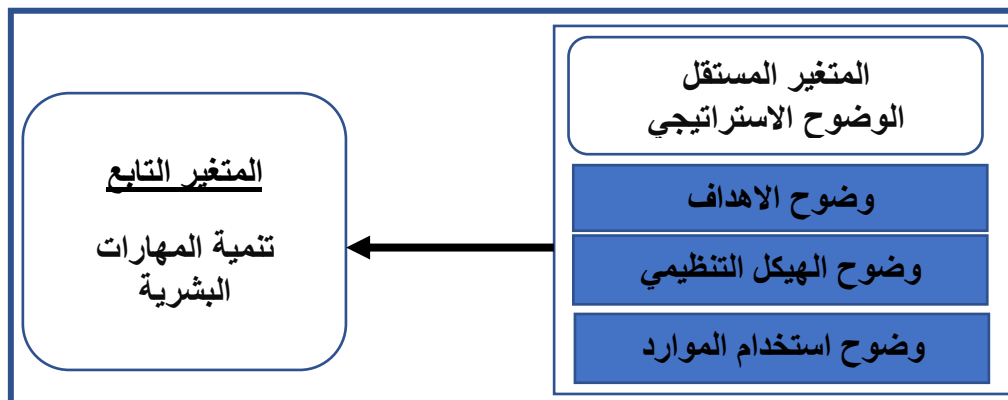 المتغير المستقل
الوضوح الاستراتيجي
وضوح الاهداف
وضوح الهيكل التنظيمي
وضوح استخدام الموارد
المتغير التابع
تنمية المهارات
البشرية